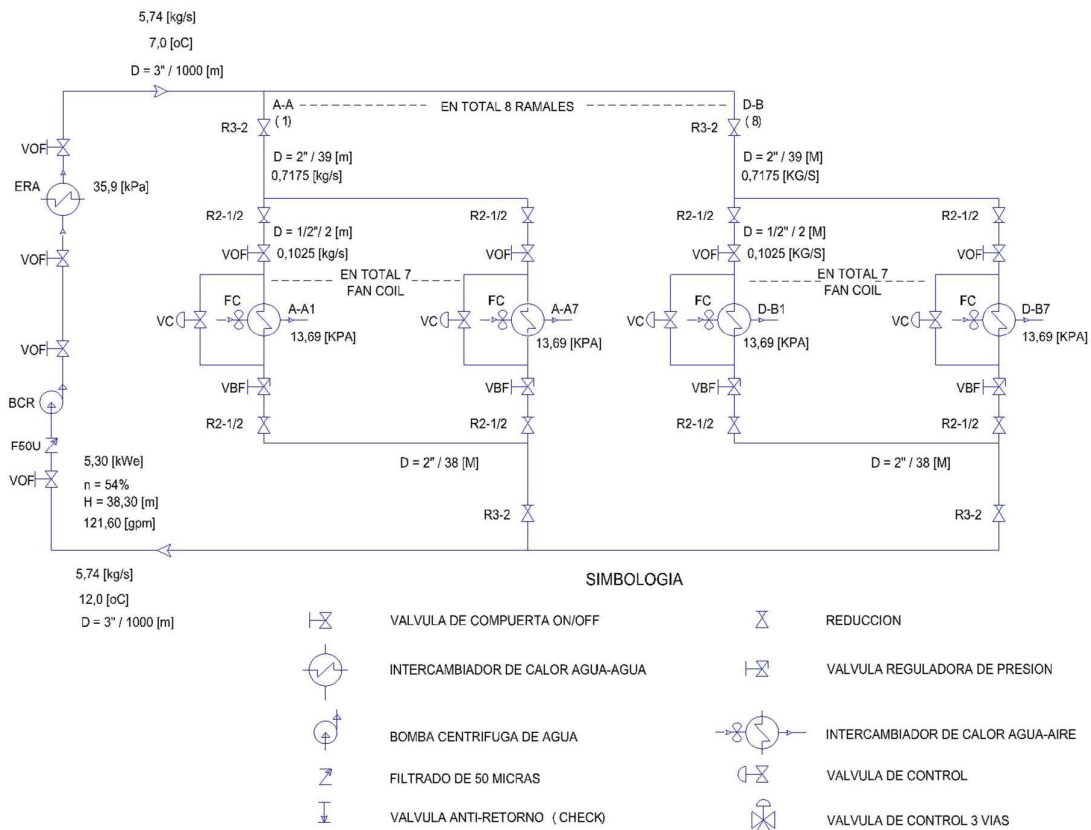 5,74 [kg/s]
7,0 [oC]
D = 3" / 1000 [m]
A-A
( 1)
EN TOTAL 8 RAMALES
D-B
( 8)
R3-2
R3-2
VOF
D = 2" / 39 [m]
0,7175 [kg/s]
D = 2" / 39 [M]
0,7175 [KG/S]
ERA
35,9 [kPa]
R2-1/2
R2-1/2
R2-1/2
R2-1/2
D = 1/2"/ 2 [m]
D = 1/2"/ 2 [M]
VOF
VOF
0,1025 [kg/s]
VOF
VOF
0,1025 [KG/S]
VOF
EN TOTAL 7
FAN COIL
EN TOTAL 7
FAN COIL
FC
A-A1
FC
A-A7
FC
D-B1
FC
D-B7
VC
VC
VC
VC
13,69 [KPA]
13,69 [KPA]
13,69 [KPA]
13,69 [KPA]
VOF
VBF
VBF
VBF
VBF
BCR
R2-1/2
R2-1/2
R2-1/2
R2-1/2
F50U
5,30 [kWe]
D = 2" / 38 [M]
D = 2" / 38 [M]
VOF
n = 54%
H = 38,30 [m]
121,60 [gpm]
R3-2
R3-2
5,74 [kg/s]
12,0 [oC]
D = 3" / 1000 [m]
SIMBOLOGIA
VALVULA DE COMPUERTA ON/OFF
REDUCCION
INTERCAMBIADOR DE CALOR AGUA-AGUA
VALVULA REGULADORA DE PRESION
BOMBA CENTRIFUGA DE AGUA
INTERCAMBIADOR DE CALOR AGUA-AIRE
FILTRADO DE 50 MICRAS
VALVULA DE CONTROL
VALVULA ANTI-RETORNO ( CHECK)
VALVULA DE CONTROL 3 VIAS